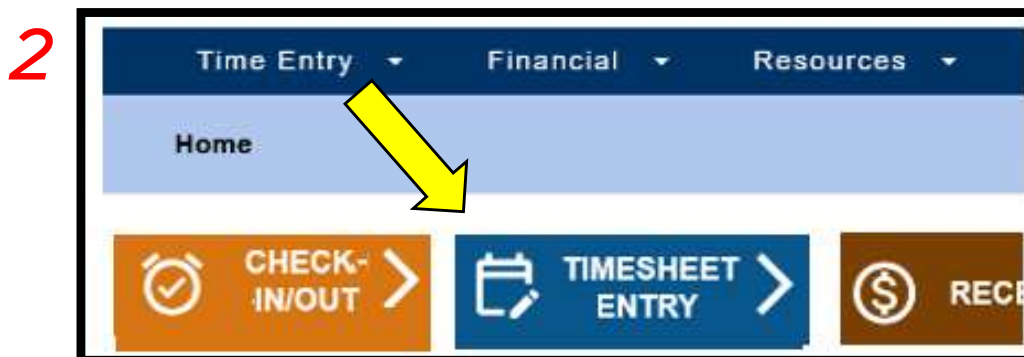 2
Time Entry Financial Resources
Home
CHECK-
IN/OUT
TIMESHEET
ENTRY